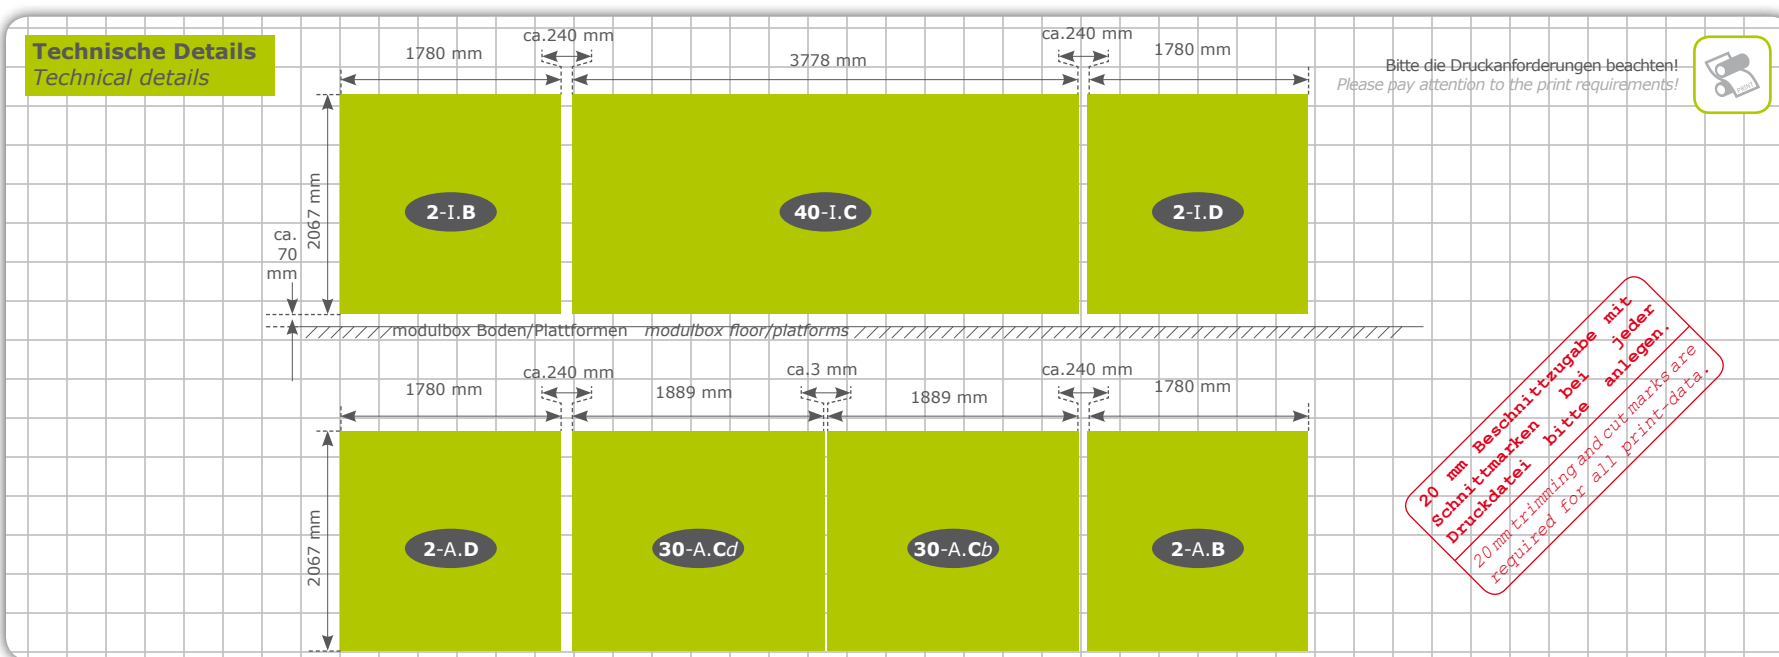 Technische Details
Technical details
1780 mm
ca.240 mm
3778 mm
ca.240 mm
1780 mm
Bitte die Druckanforderungen beachten!
Please pay attention to the print requirements!
PRINT
2067 mm
2-I.B
40-I.C
2-I.D
ca.
70
mm
modulbox Boden/Plattformen modulbox floor/platforms
1780 mm
ca.240 mm
1889 mm
ca.3 mm
1889 mm
ca.240 mm
1780 mm
2067 mm
2-A.D
30-A.Cd
30-A.Cb
2-A.B
20 mm Beschnittzugabe mit
Schnittmarken bei jeder
Druckdatei bitte anlegen.
20 mm trimming and cut marks are
required for all print-data.